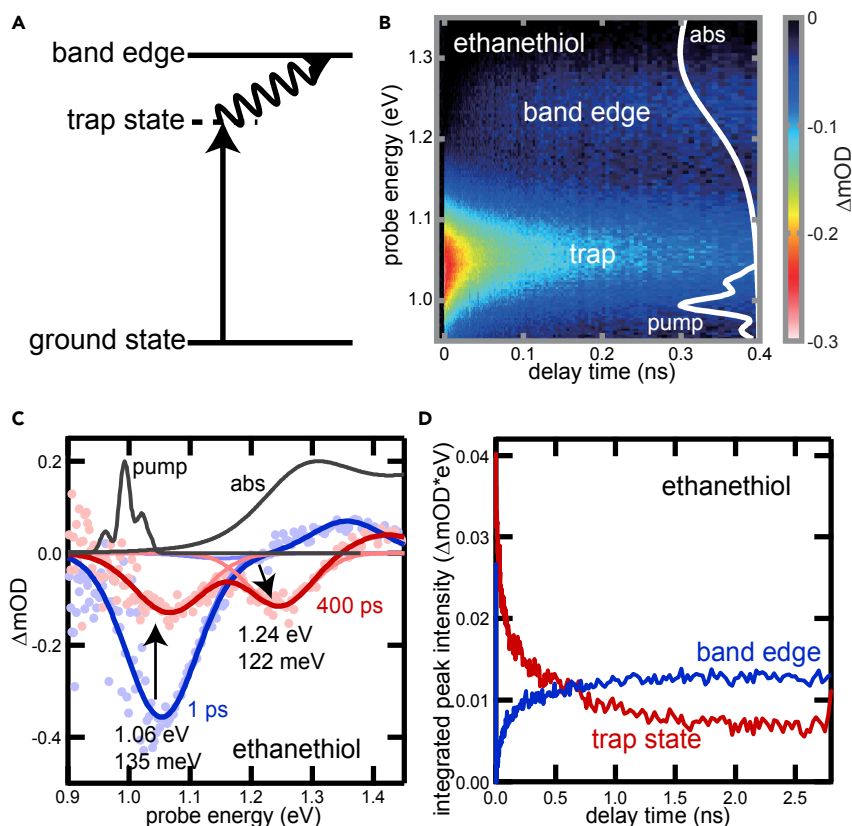 A
band edge
trap state
ground state
B
ethanethiol
abs
band edge
trap
pump
probe energy (eV)
1.3
1.2
1.1
1.0
0
0.1
0.2
0.3
0.4
delay time (ns)
0
-0.1
-0.2
-0.3
ΔmOD
C
pump
abs
400 ps
1.24 eV
122 meV
1 ps
1.06 eV
135 meV
ethanethiol
ΔmOD
0.2
0.0
-0.2
-0.4
0.9
1.0
1.1
1.2
1.3
1.4
probe energy (eV)
D
ethanethiol
band edge
trap state
integrated peak intensity (ΔmOD*eV)
0.04
0.03
0.02
0.01
0.00
0.0
0.5
1.0
1.5
2.0
2.5
delay time (ns)